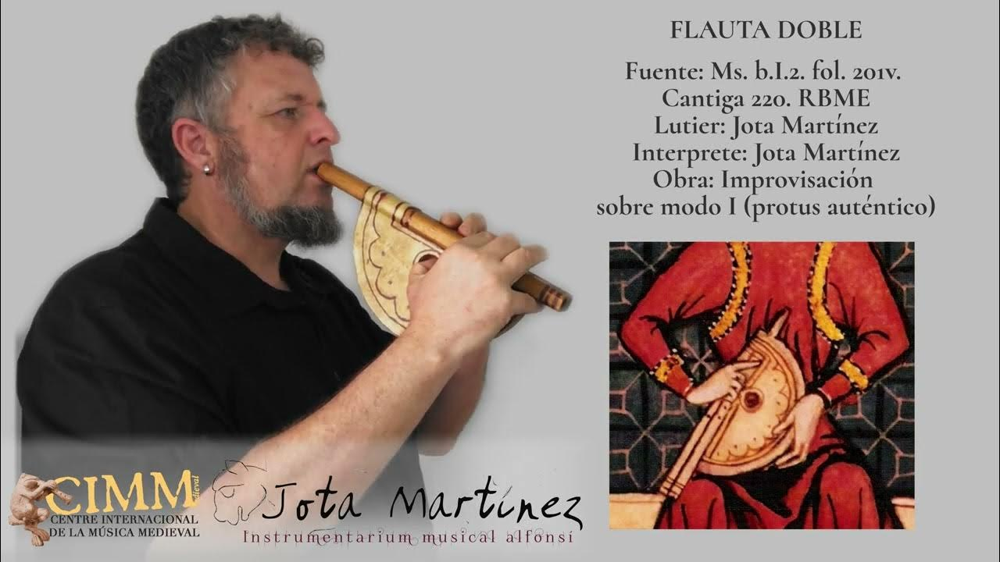 FLAUTA DOBLE
Fuente: Ms. b.I.2. fol. 201v.
Cantiga 220. RBME
Lutier: Jota Martínez
Interprete: Jota Martínez
Obra: Improvisación
sobre modo I (protus auténtico)
CIMM
medieval
CENTRE INTERNACIONAL
DE LA MÚSICA MEDIEVAL
Jota Martínez
Instrumentarium musical alfonsí